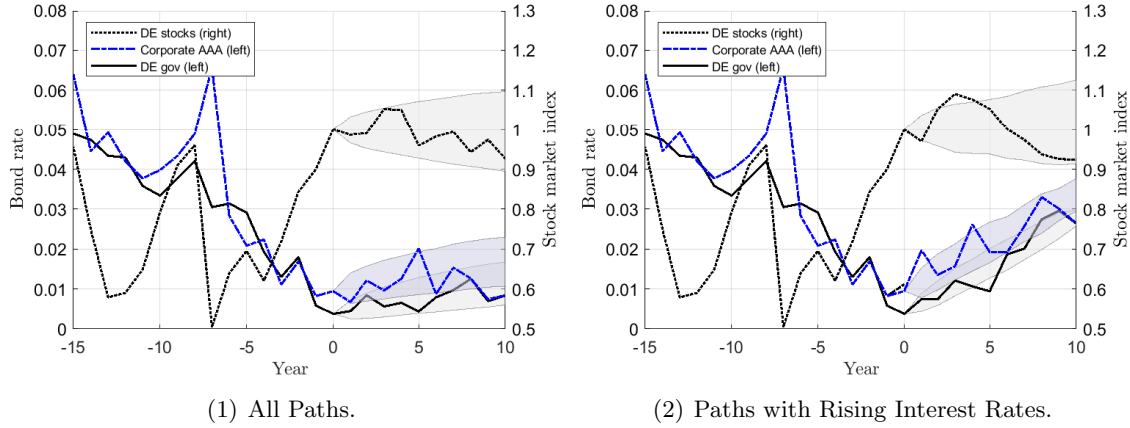 0.08
0.07
0.06
0.05
0.04
0.03
0.02
0.01
0
Bond rate
DE stocks (right)
Corporate AAA (left)
DE gov (left)
1.3
1.2
1.1
1
0.9
0.8
0.7
0.6
0.5
Stock market index
-15 -10 -5 0 5 10
Year
(1) All Paths.
0.08
0.07
0.06
0.05
0.04
0.03
0.02
0.01
0
Bond rate
DE stocks (right)
Corporate AAA (left)
DE gov (left)
1.3
1.2
1.1
1
0.9
0.8
0.7
0.6
0.5
Stock market index
-15 -10 -5 0 5 10
Year
(2) Paths with Rising Interest Rates.